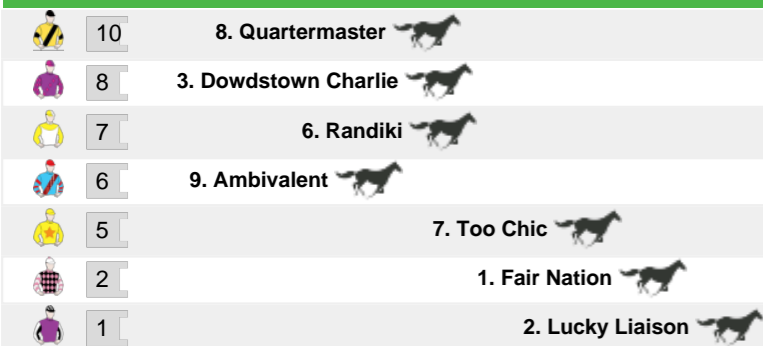 10 8. Quartermaster
8 3. Dowdstown Charlie
7 6. Randiki
6 9. Ambivalent
5 7. Too Chic
2 1. Fair Nation
1 2. Lucky Liaison